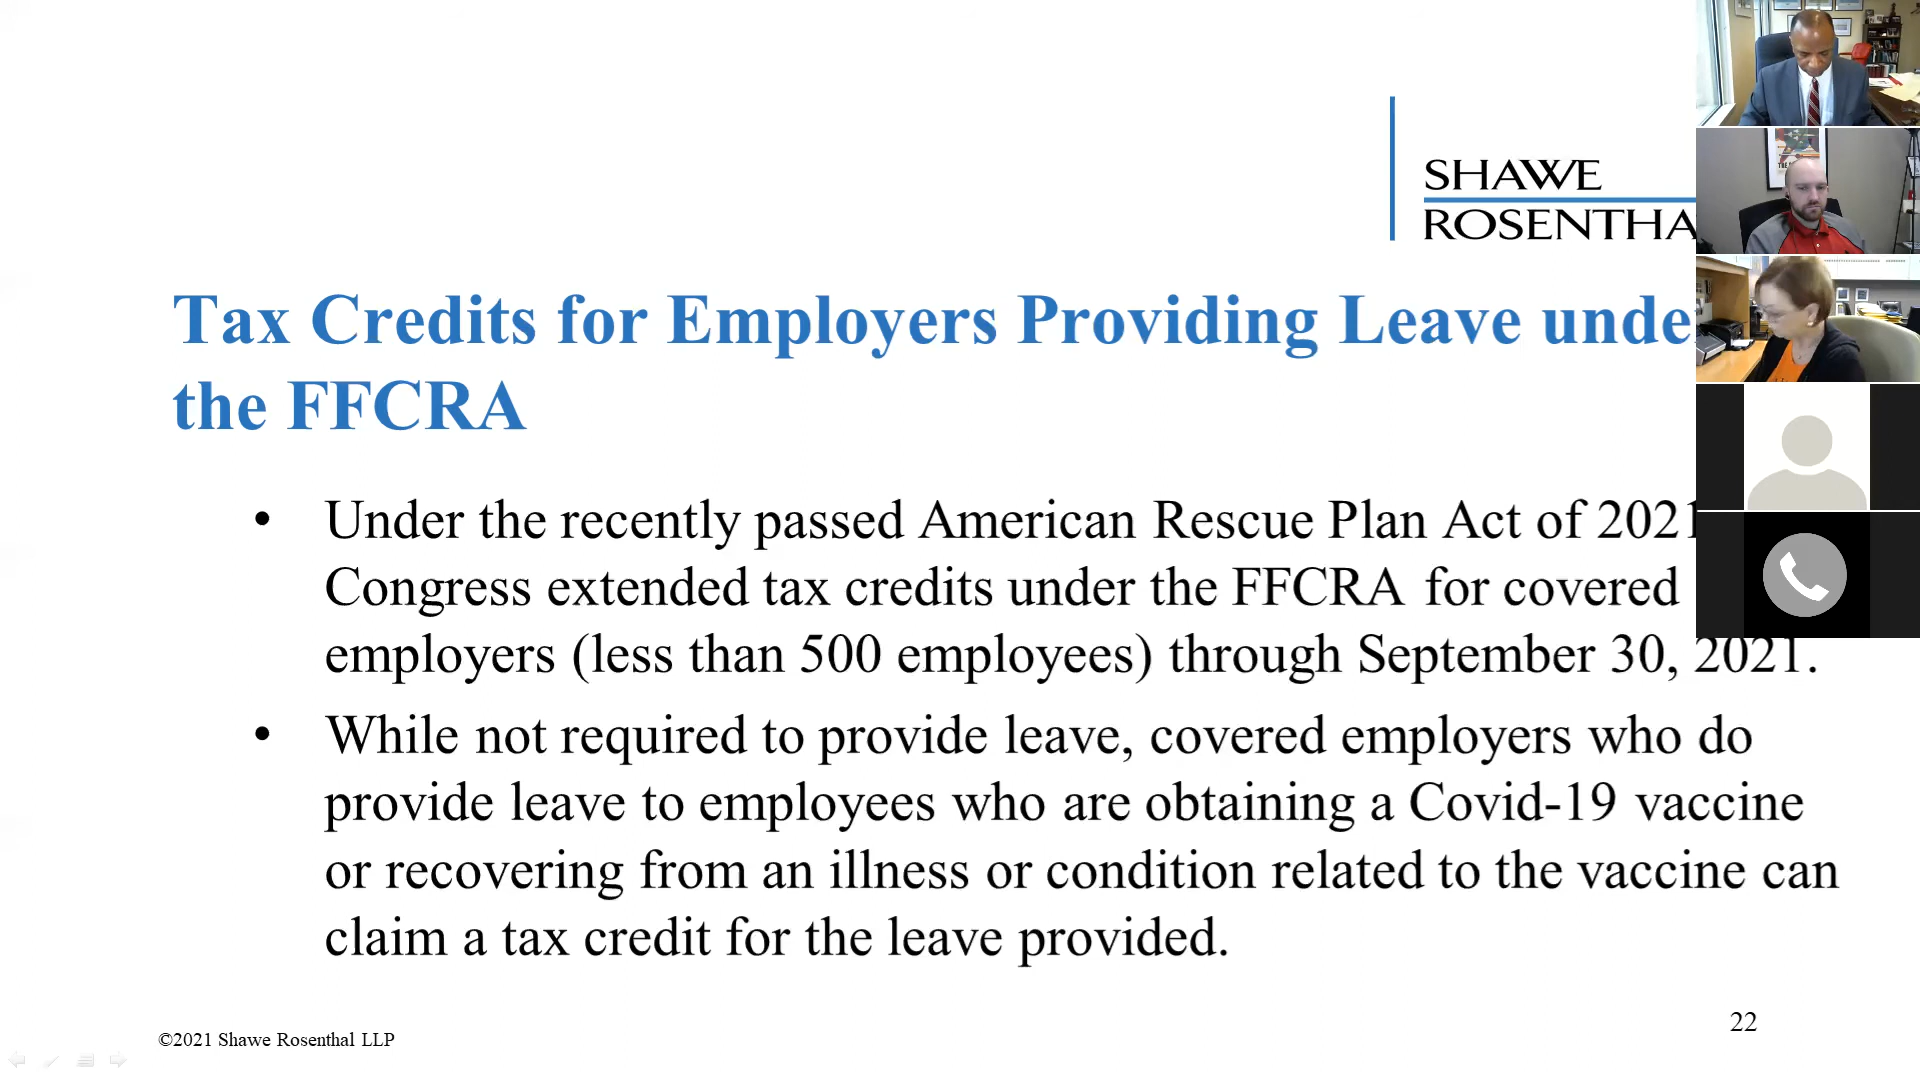 SHAWE
ROSENTHA
Tax Credits for Employers Providing Leave unde
the FFCRA
• Under the recently passed American Rescue Plan Act of 2021
Congress extended tax credits under the FFCRA for covered
employers (less than 500 employees) through September 30, 2021.
• While not required to provide leave, covered employers who do
provide leave to employees who are obtaining a Covid-19 vaccine
or recovering from an illness or condition related to the vaccine can
claim a tax credit for the leave provided.
©2021 Shawe Rosenthal LLP
22